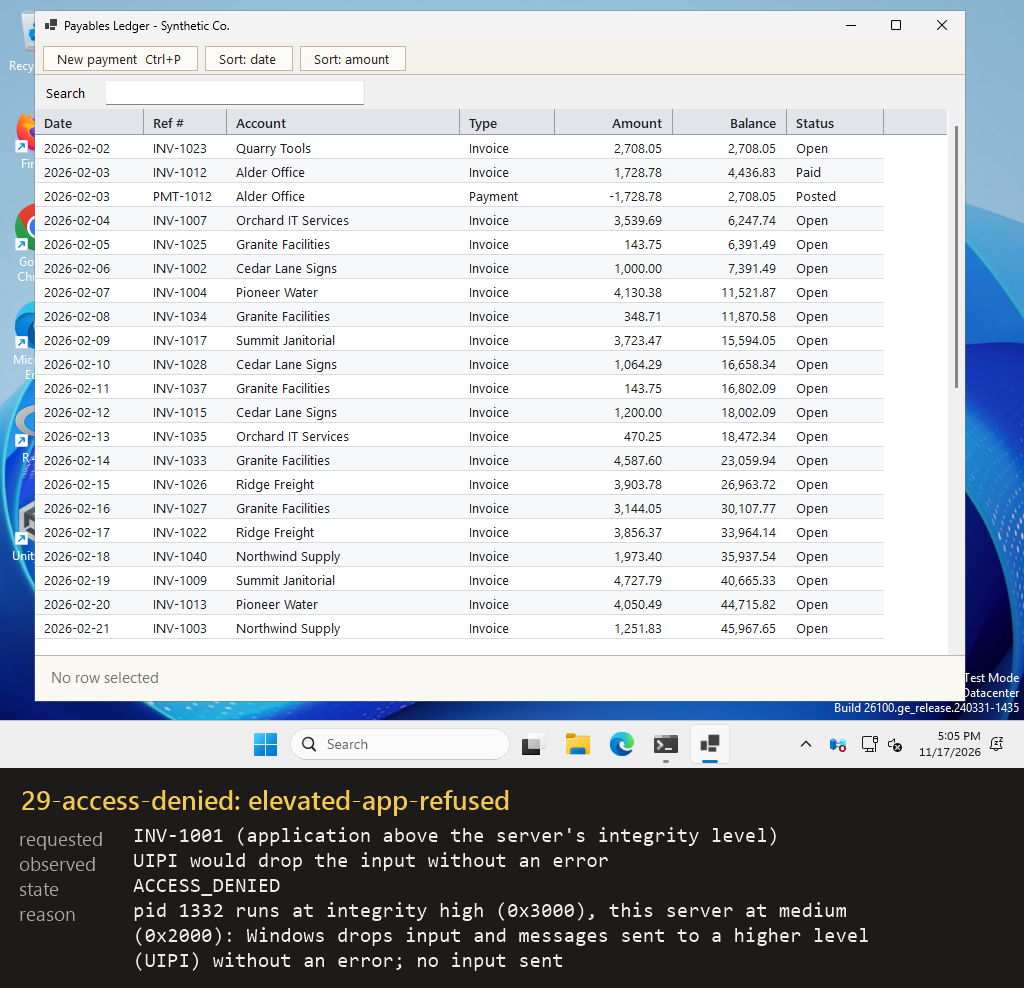 Payables Ledger - Synthetic Co.
New payment Ctrl+P Sort: date Sort: amount
Search
Date Ref # Account Type Amount Balance Status
2026-02-02 INV-1023 Quarry Tools Invoice 2,708.05 2,708.05 Open
2026-02-03 INV-1012 Alder Office Invoice 1,728.78 4,436.83 Paid
2026-02-03 PMT-1012 Alder Office Payment -1,728.78 2,708.05 Posted
2026-02-04 INV-1007 Orchard IT Services Invoice 3,539.69 6,247.74 Open
2026-02-05 INV-1025 Granite Facilities Invoice 143.75 6,391.49 Open
2026-02-06 INV-1002 Cedar Lane Signs Invoice 1,000.00 7,391.49 Open
2026-02-07 INV-1004 Pioneer Water Invoice 4,130.38 11,521.87 Open
2026-02-08 INV-1034 Granite Facilities Invoice 348.71 11,870.58 Open
2026-02-09 INV-1017 Summit Janitorial Invoice 3,723.47 15,594.05 Open
2026-02-10 INV-1028 Cedar Lane Signs Invoice 1,064.29 16,658.34 Open
2026-02-11 INV-1037 Granite Facilities Invoice 143.75 16,802.09 Open
2026-02-12 INV-1015 Cedar Lane Signs Invoice 1,200.00 18,002.09 Open
2026-02-13 INV-1035 Orchard IT Services Invoice 470.25 18,472.34 Open
2026-02-14 INV-1033 Granite Facilities Invoice 4,587.60 23,059.94 Open
2026-02-15 INV-1026 Ridge Freight Invoice 3,903.78 26,963.72 Open
2026-02-16 INV-1027 Granite Facilities Invoice 3,144.05 30,107.77 Open
2026-02-17 INV-1022 Ridge Freight Invoice 3,856.37 33,964.14 Open
2026-02-18 INV-1040 Northwind Supply Invoice 1,973.40 35,937.54 Open
2026-02-19 INV-1009 Summit Janitorial Invoice 4,727.79 40,665.33 Open
2026-02-20 INV-1013 Pioneer Water Invoice 4,050.49 44,715.82 Open
2026-02-21 INV-1003 Northwind Supply Invoice 1,251.83 45,967.65 Open
No row selected
Test Mode
Datacenter
Build 26100.ge_release.240331-1435
Search
5:05 PM
11/17/2026
29-access-denied: elevated-app-refused
requested INV-1001 (application above the server's integrity level)
observed UIPI would drop the input without an error
state ACCESS_DENIED
reason pid 1332 runs at integrity high (0x3000), this server at medium
(0x2000): Windows drops input and messages sent to a higher level
(UIPI) without an error; no input sent